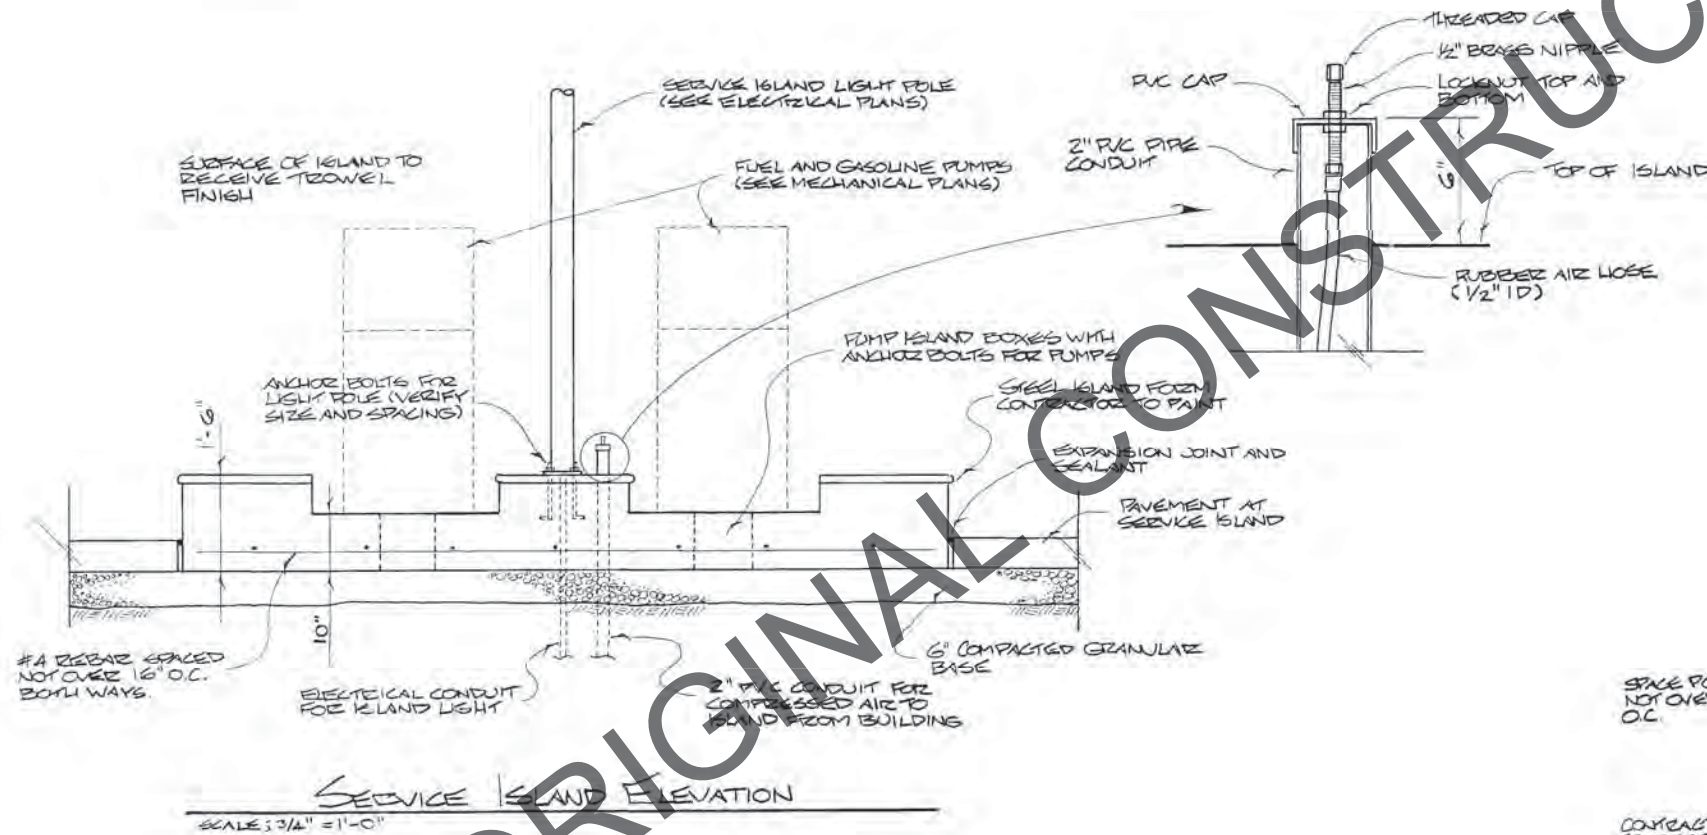 THREADED CAP
1/2" BRASS NIPPLE
PVC CAP
LOCKNUT TOP AND
BOTTOM
2" PVC PIPE
CONDUIT
6"
TOP OF ISLAND
RUBBER AIR HOSE
(1/2" ID)
SERVICE ISLAND LIGHT POLE
(SEE ELECTRICAL PLANS)
SURFACE OF ISLAND TO
RECEIVE TROWEL
FINISH
FUEL AND GASOLINE PUMPS
(SEE MECHANICAL PLANS)
PUMP ISLAND BOXES WITH
ANCHOR BOLTS FOR PUMPS
ANCHOR BOLTS FOR
LIGHT POLE (VERIFY
SIZE AND SPACING)
STEEL ISLAND FORM
CONTRACTOR TO PAINT
1'-6"
EXPANSION JOINT AND
SEALANT
PAVEMENT AT
SERVICE ISLAND
10"
#4 REBAR SPACED
NOT OVER 16" O.C.
BOTH WAYS.
ELECTRICAL CONDUIT
FOR ISLAND LIGHT
2" PVC CONDUIT FOR
COMPRESSED AIR TO
ISLAND FROM BUILDING
6" COMPACTED GRANULAR
BASE
SPACE PO
NOT OVE
O.C.
CONTRAC
SERVICE ISLAND ELEVATION
SCALE: 3/4" = 1'-0"
ORIGINAL CONSTRUC